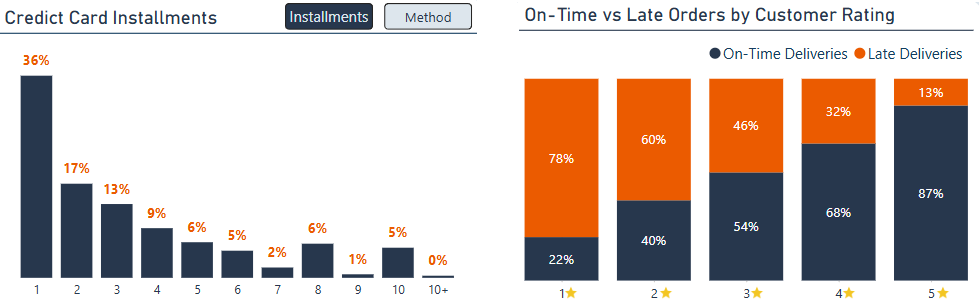 Credict Card Installments
Installments
Method
36%
17%
13%
9%
6%
5%
2%
6%
1%
5%
0%
1 2 3 4 5 6 7 8 9 10 10+
On-Time vs Late Orders by Customer Rating
On-Time Deliveries Late Deliveries
78% 60% 46% 32% 13%
22% 40% 54% 68% 87%
1⭐ 2⭐ 3⭐ 4⭐ 5⭐